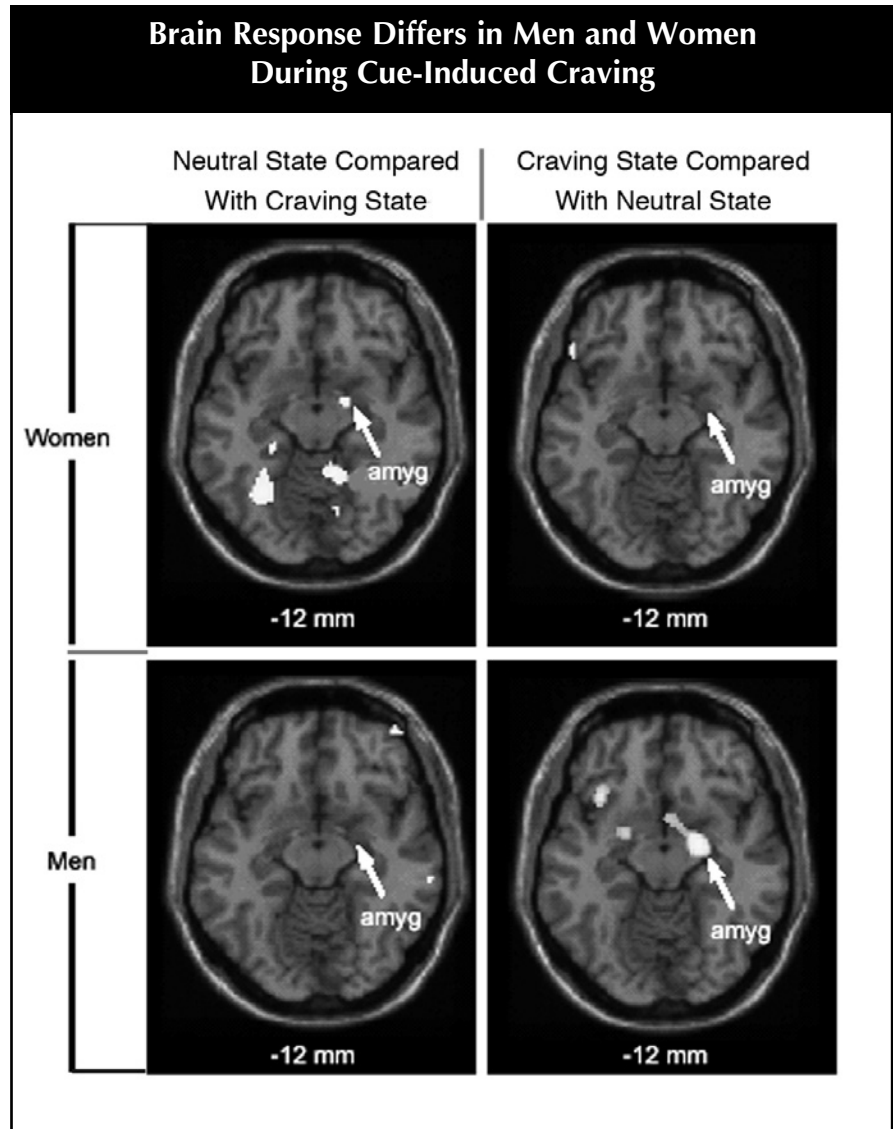 Brain Response Differs in Men and Women
During Cue-Induced Craving
Neutral State Compared
With Craving State
Craving State Compared
With Neutral State
Women
amyg
-12 mm
amyg
-12 mm
Men
amyg
-12 mm
amyg
-12 mm